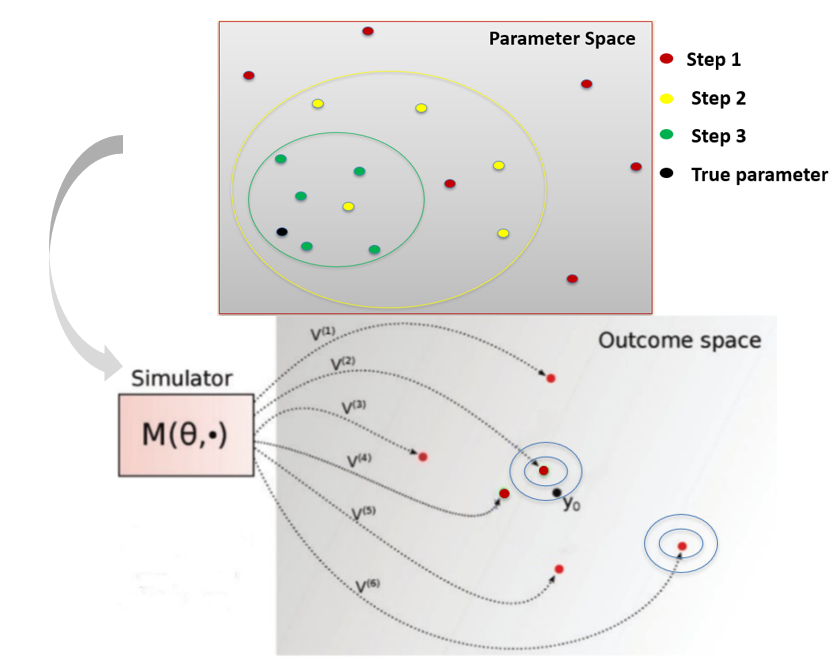 Parameter Space
Step 1
Step 2
Step 3
True parameter
Outcome space
Simulator
M(θ,•)
V(1)
V(2)
V(3)
V(4)
V(5)
V(6)
y₀